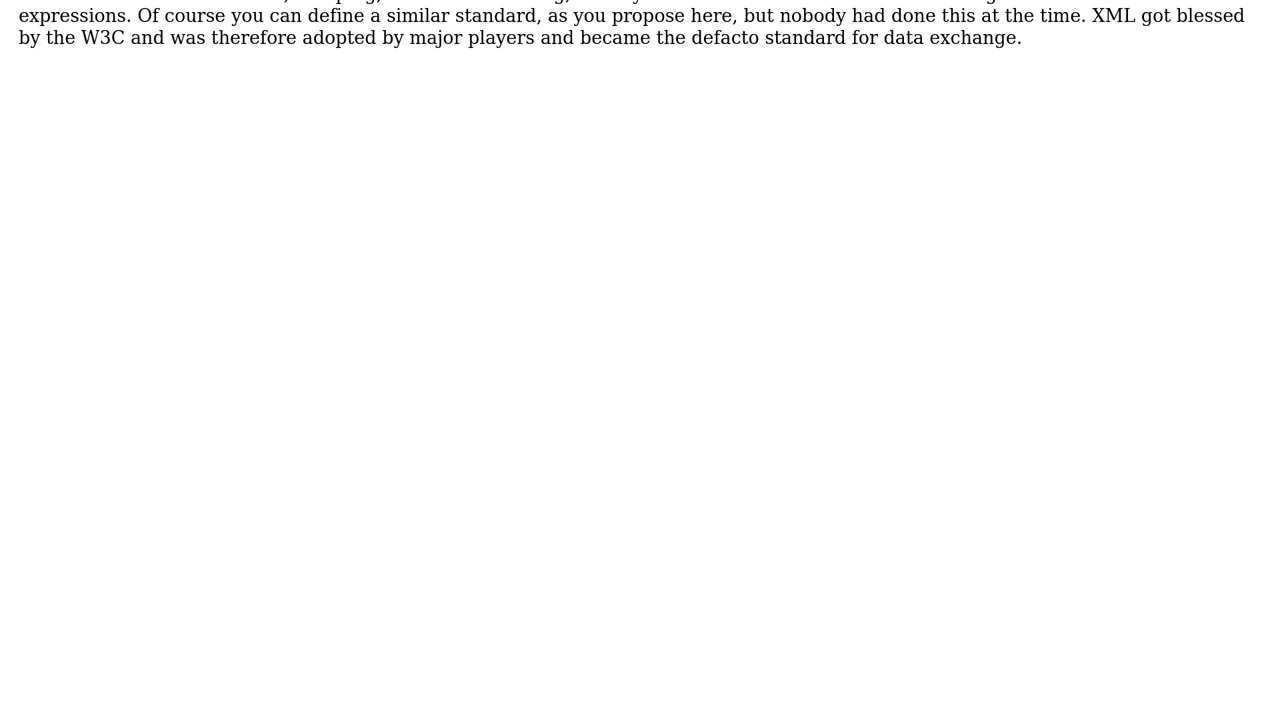 expressions. Of course you can define a similar standard, as you propose here, but nobody had done this at the time. XML got blessed
by the W3C and was therefore adopted by major players and became the defacto standard for data exchange.